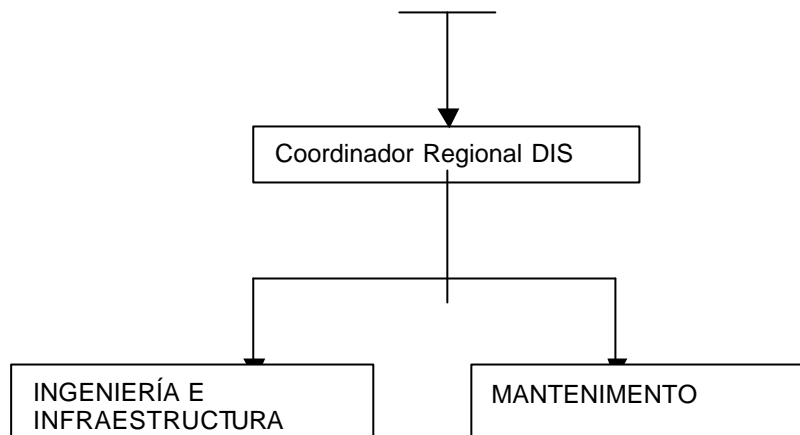 Coordinador Regional DIS
INGENIERÍA E
INFRAESTRUCTURA
MANTENIMENTO